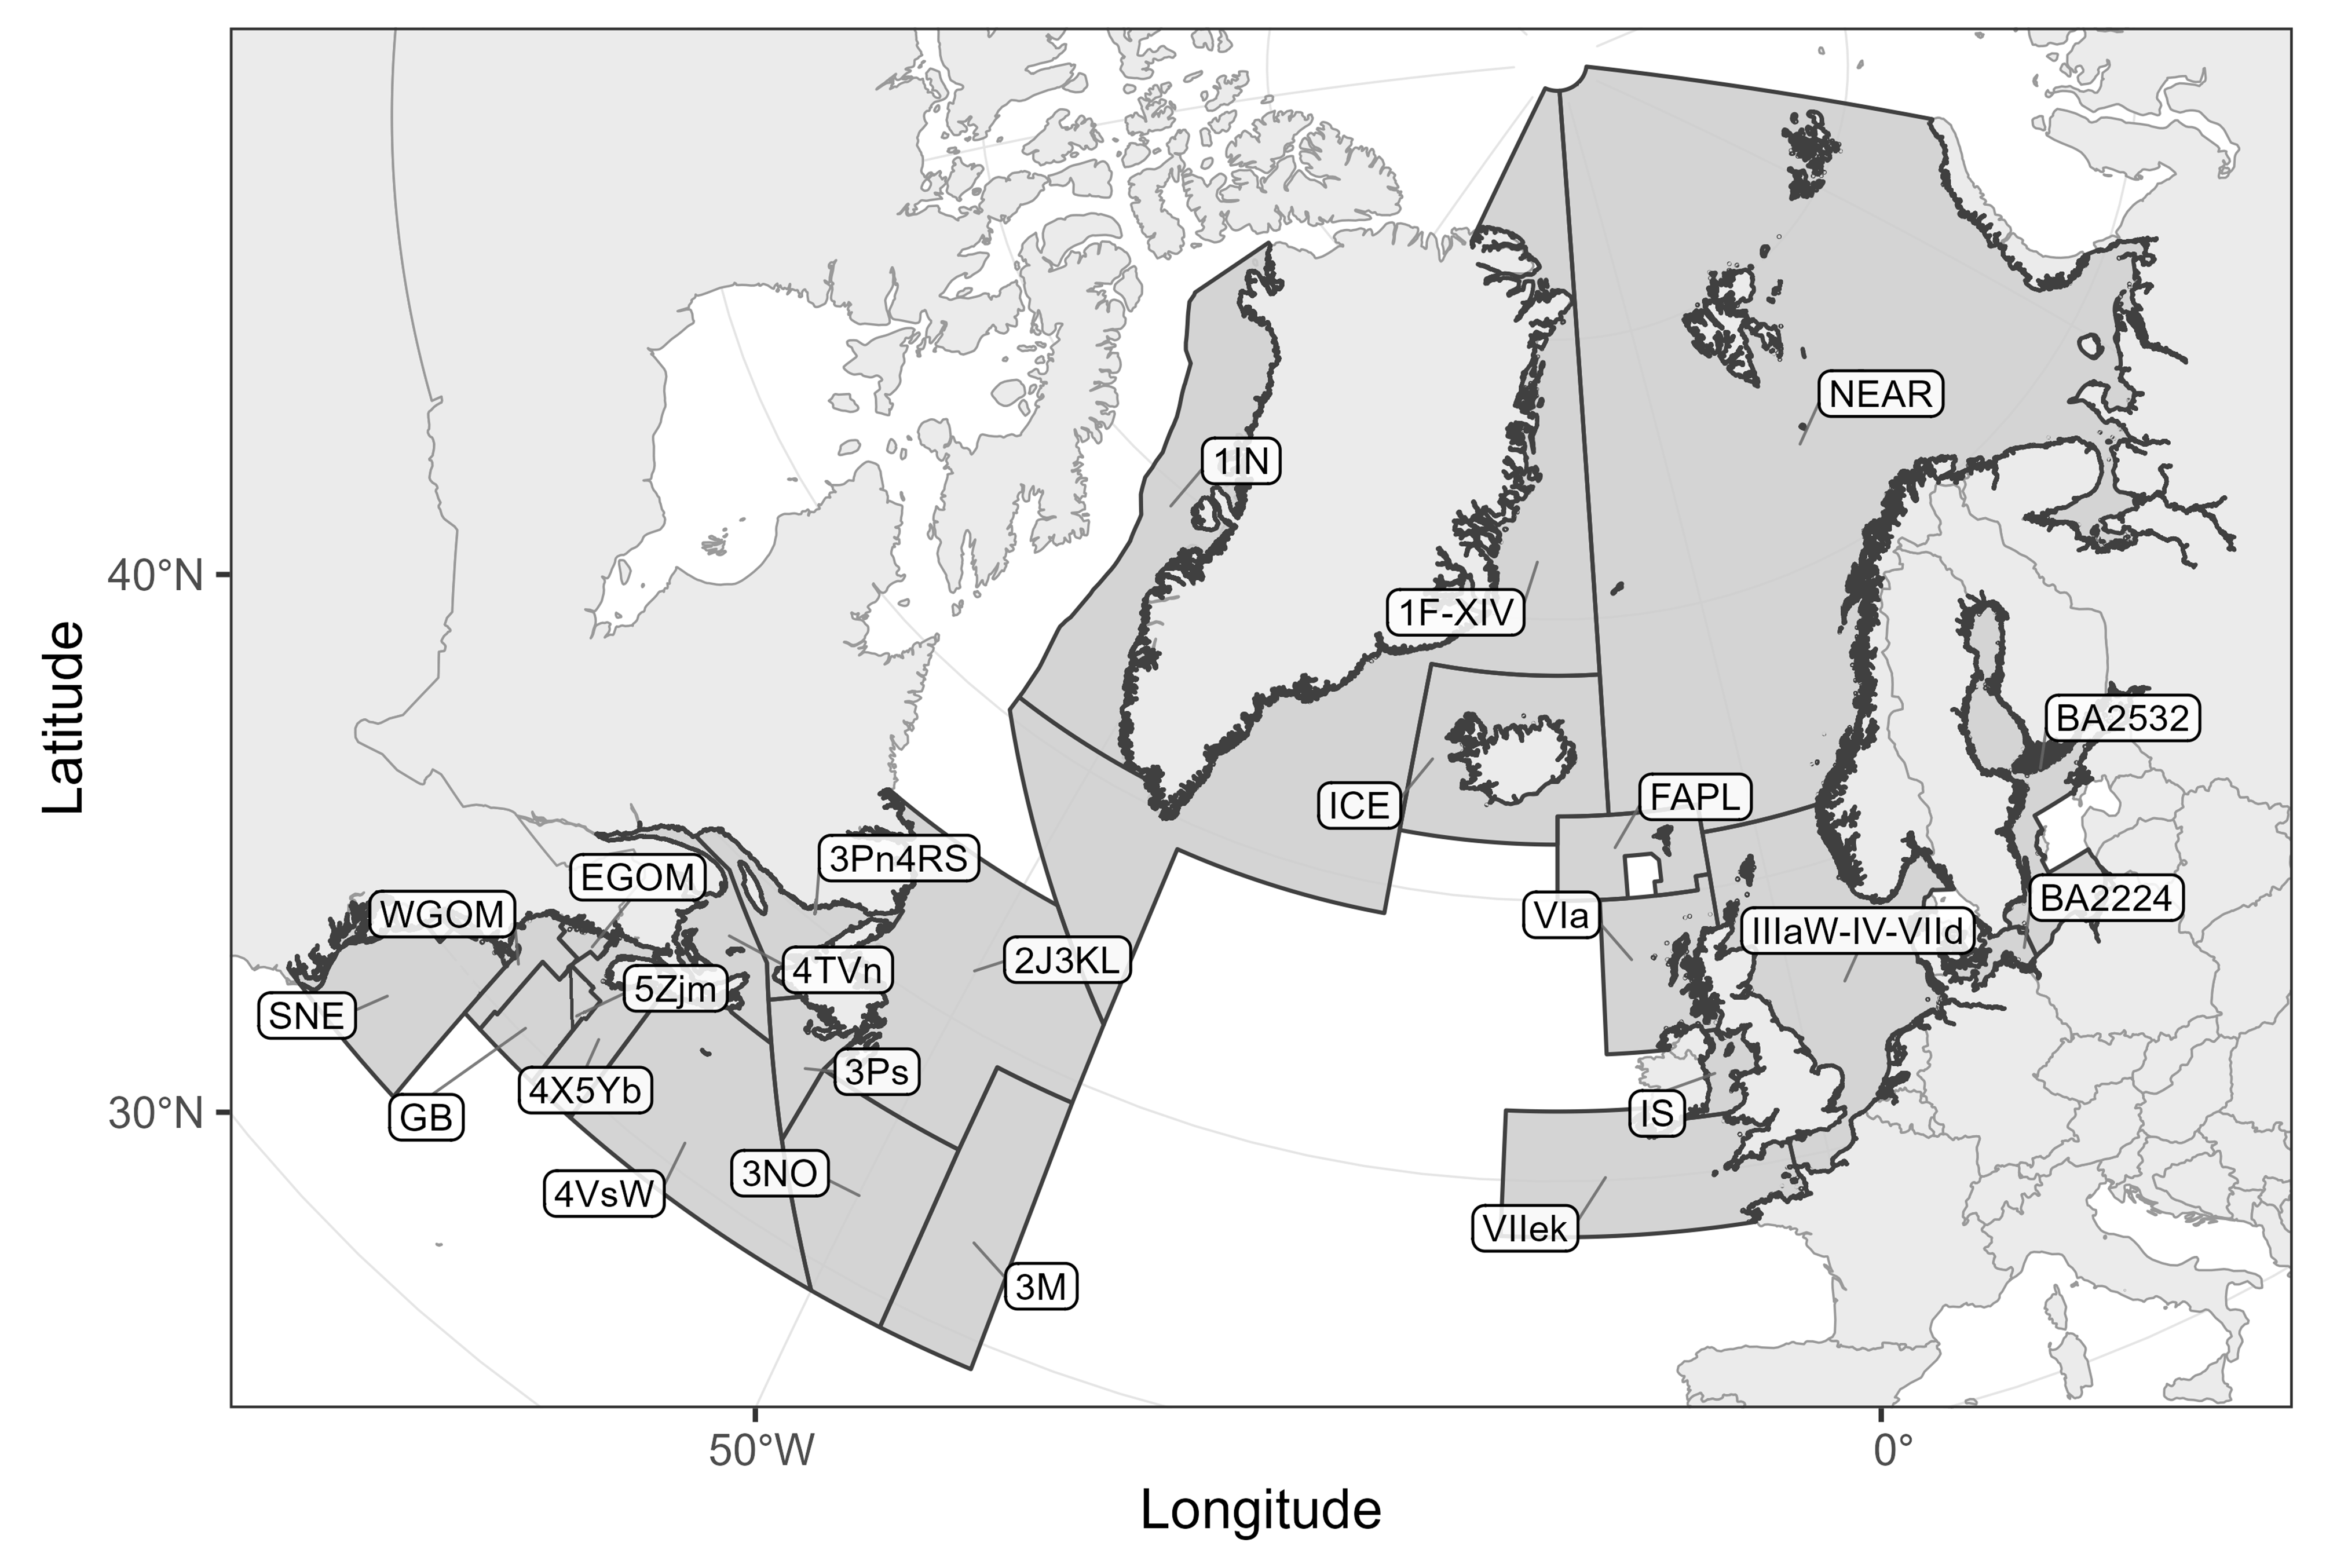 NEAR
1IN
40°N
1F-XIV
BA2532
FAPL
ICE
3Pn4RS
EGOM
BA2224
WGOM
VIa
IIIaW-IV-VIId
2J3KL
4TVn
5Zjm
SNE
3Ps
4X5Yb
30°N
GB
IS
3NO
4VsW
VIIek
3M
Latitude
50°W
0°
Longitude